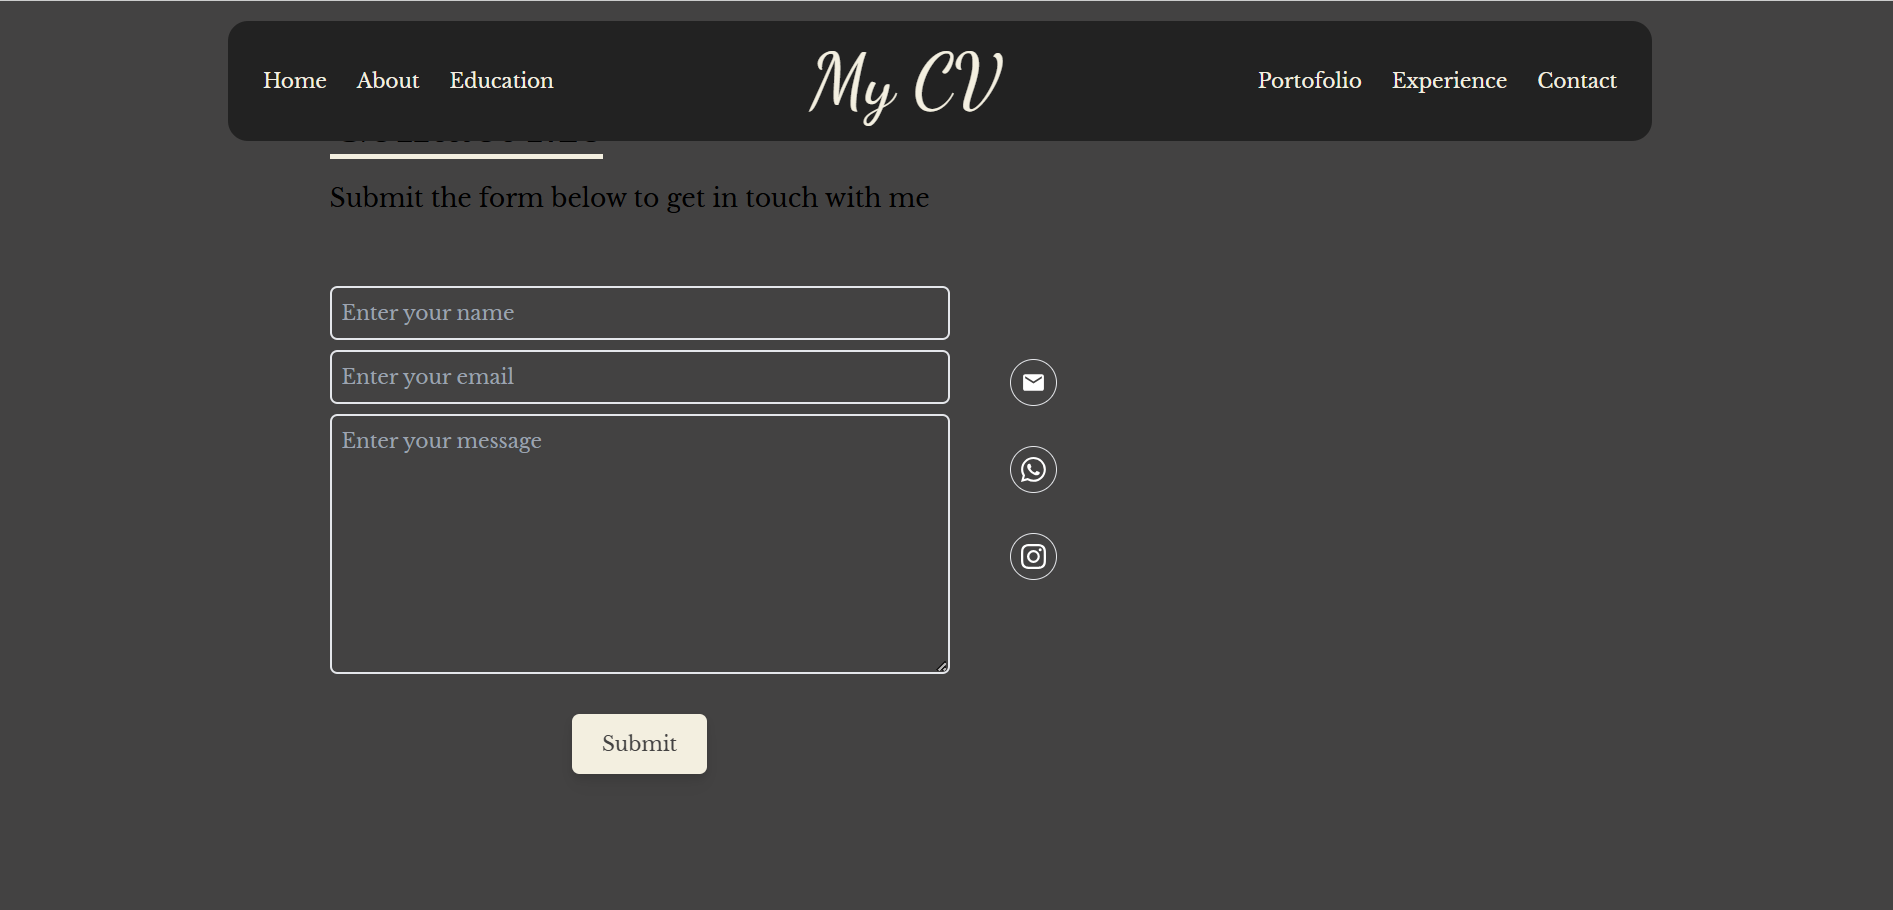 Home About Education My CV Portofolio Experience Contact
Submit the form below to get in touch with me
Enter your name
Enter your email
Enter your message
Submit